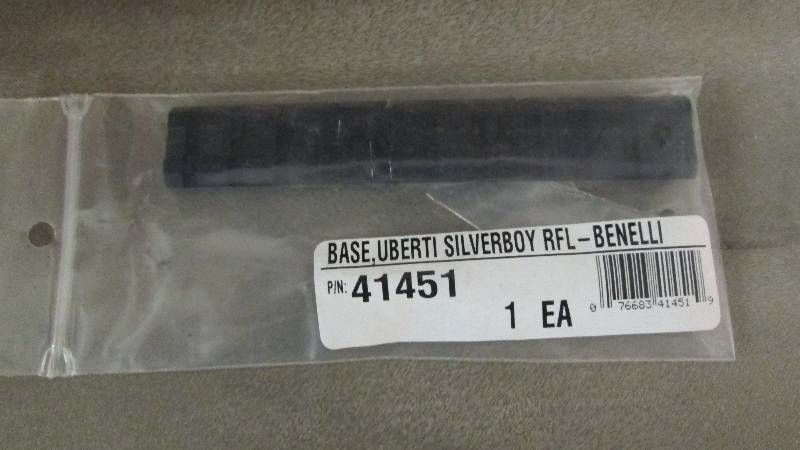 BASE,UBERTI SILVERBOY RFL-BENELLI
P/N: 41451
1 EA
0 76683 41451 9